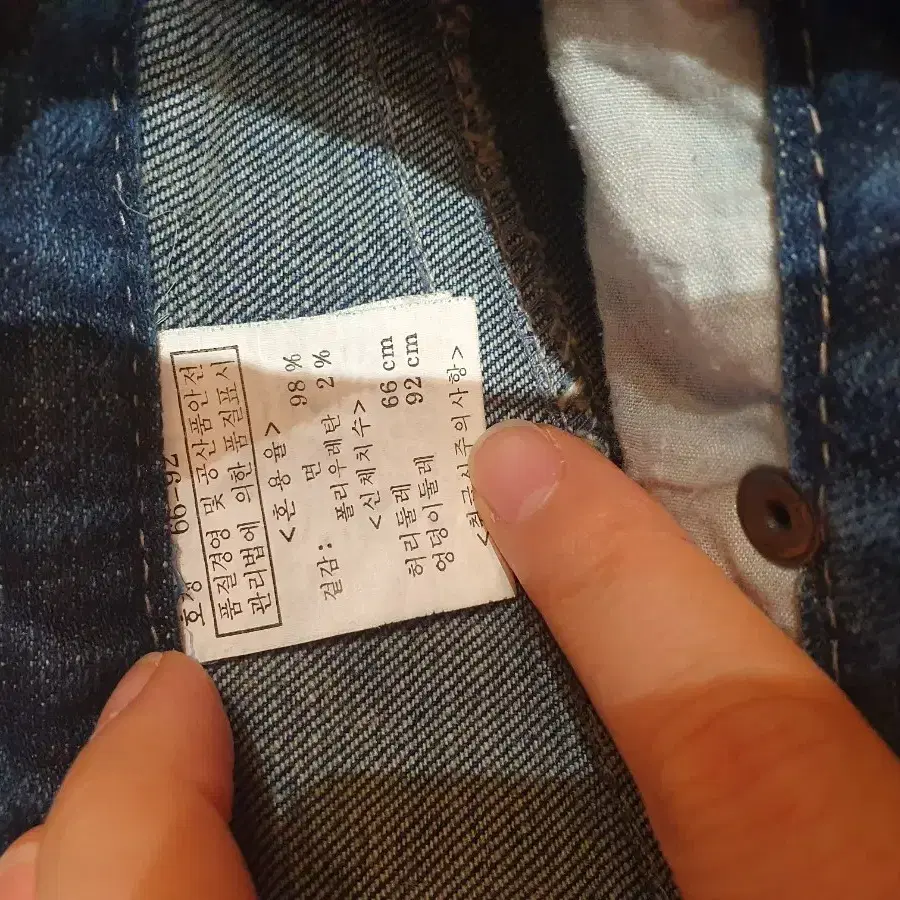 호칭 66-92
품질경영 및 공산품안전
관리법에 의한 품질표시
<혼 용 율>
겉감: 면 98 %
폴리우레탄 2 %
<신체치수>
허리둘레 66 cm
엉덩이둘레 92 cm